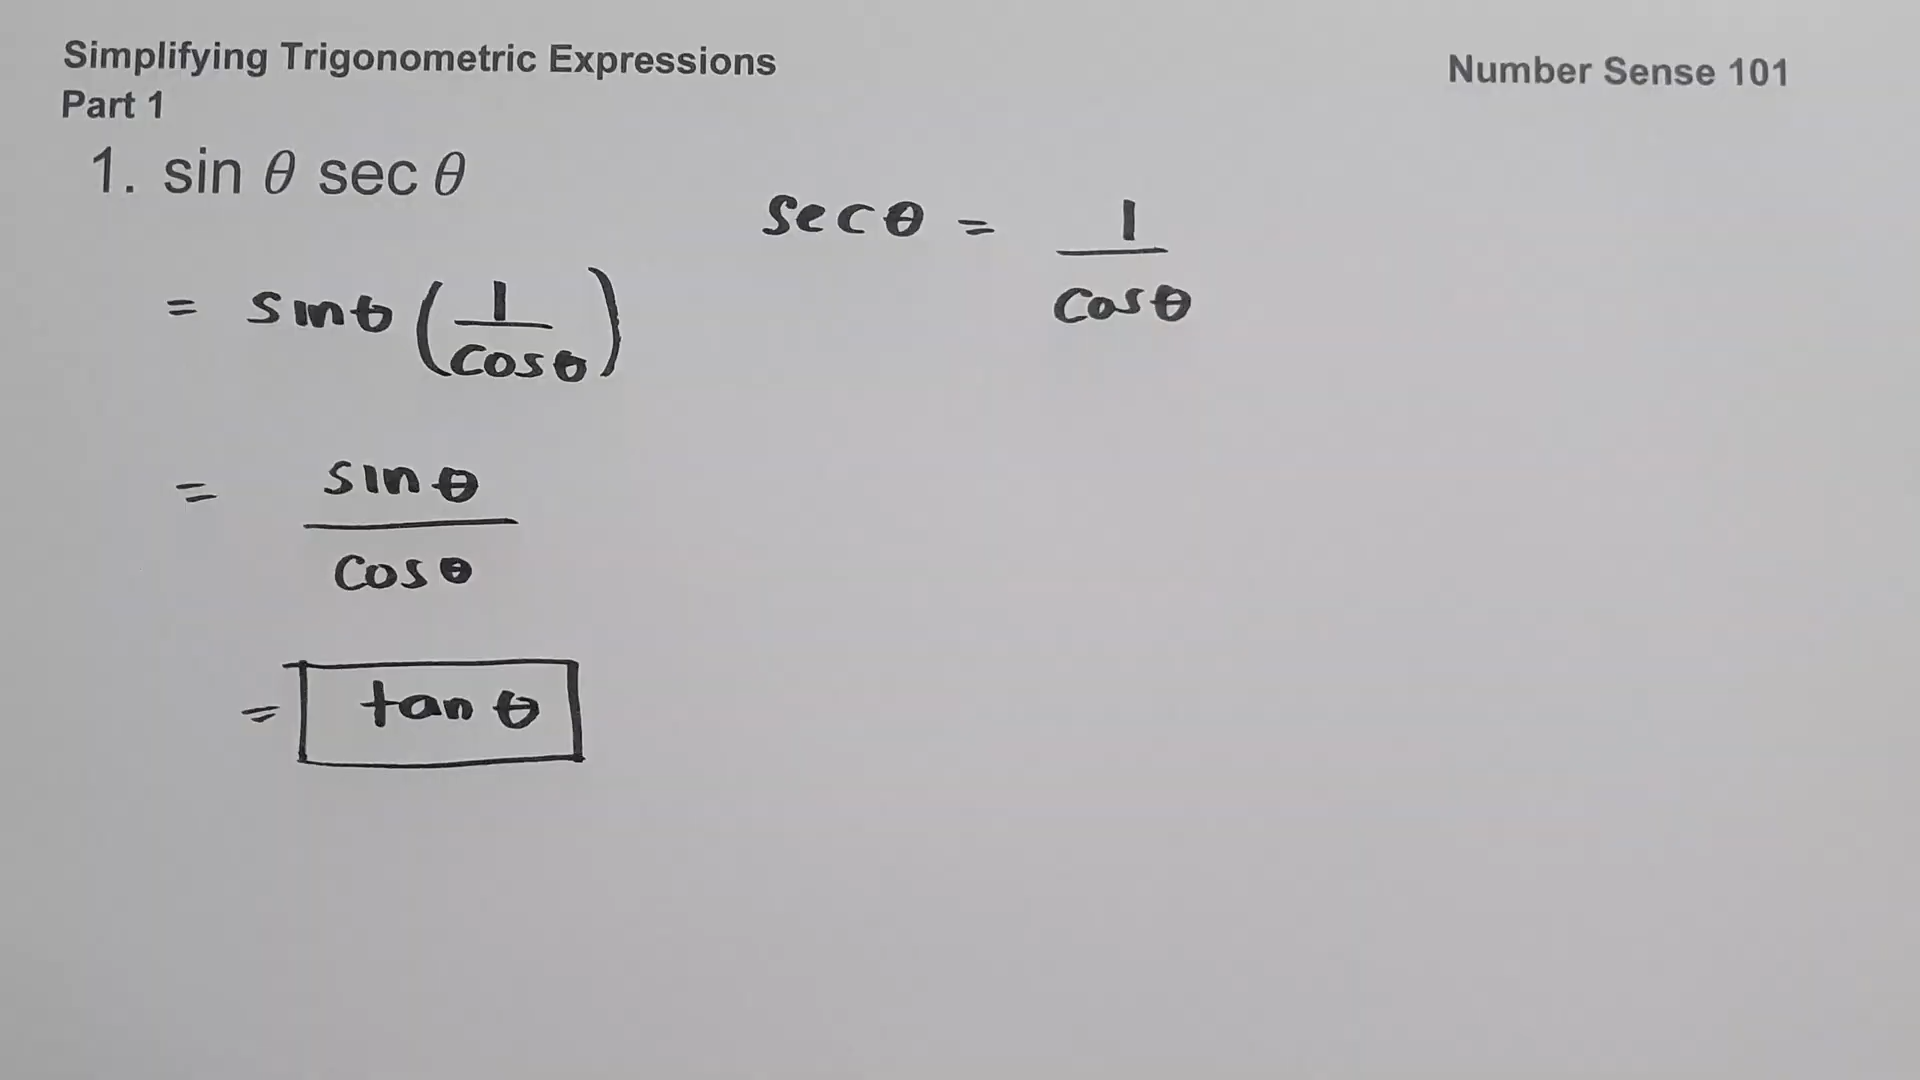 Simplifying Trigonometric Expressions
Part 1
Number Sense 101
1. sin θ sec θ
sec θ = 1/cos θ
= sin θ (1/cos θ)
= sin θ/cos θ
= tan θ